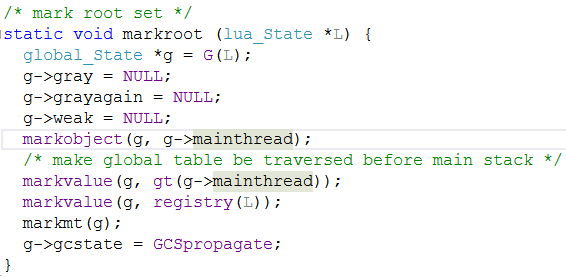 /* mark root set */
static void markroot (lua_State *L) {
  global_State *g = G(L);
  g->gray = NULL;
  g->grayagain = NULL;
  g->weak = NULL;
  markobject(g, g->mainthread);
  /* make global table be traversed before main stack */
  markvalue(g, gt(g->mainthread));
  markvalue(g, registry(L));
  markmt(g);
  g->gcstate = GCSpropagate;
}